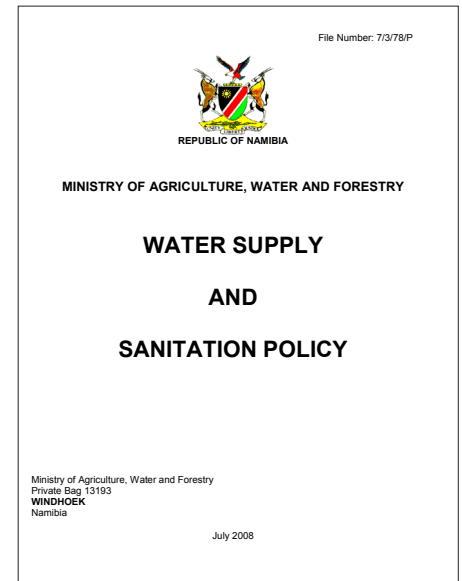 File Number: 7/3/78/P
REPUBLIC OF NAMIBIA
MINISTRY OF AGRICULTURE, WATER AND FORESTRY
WATER SUPPLY
AND
SANITATION POLICY
Ministry of Agriculture, Water and Forestry
Private Bag 13193
WINDHOEK
Namibia
July 2008